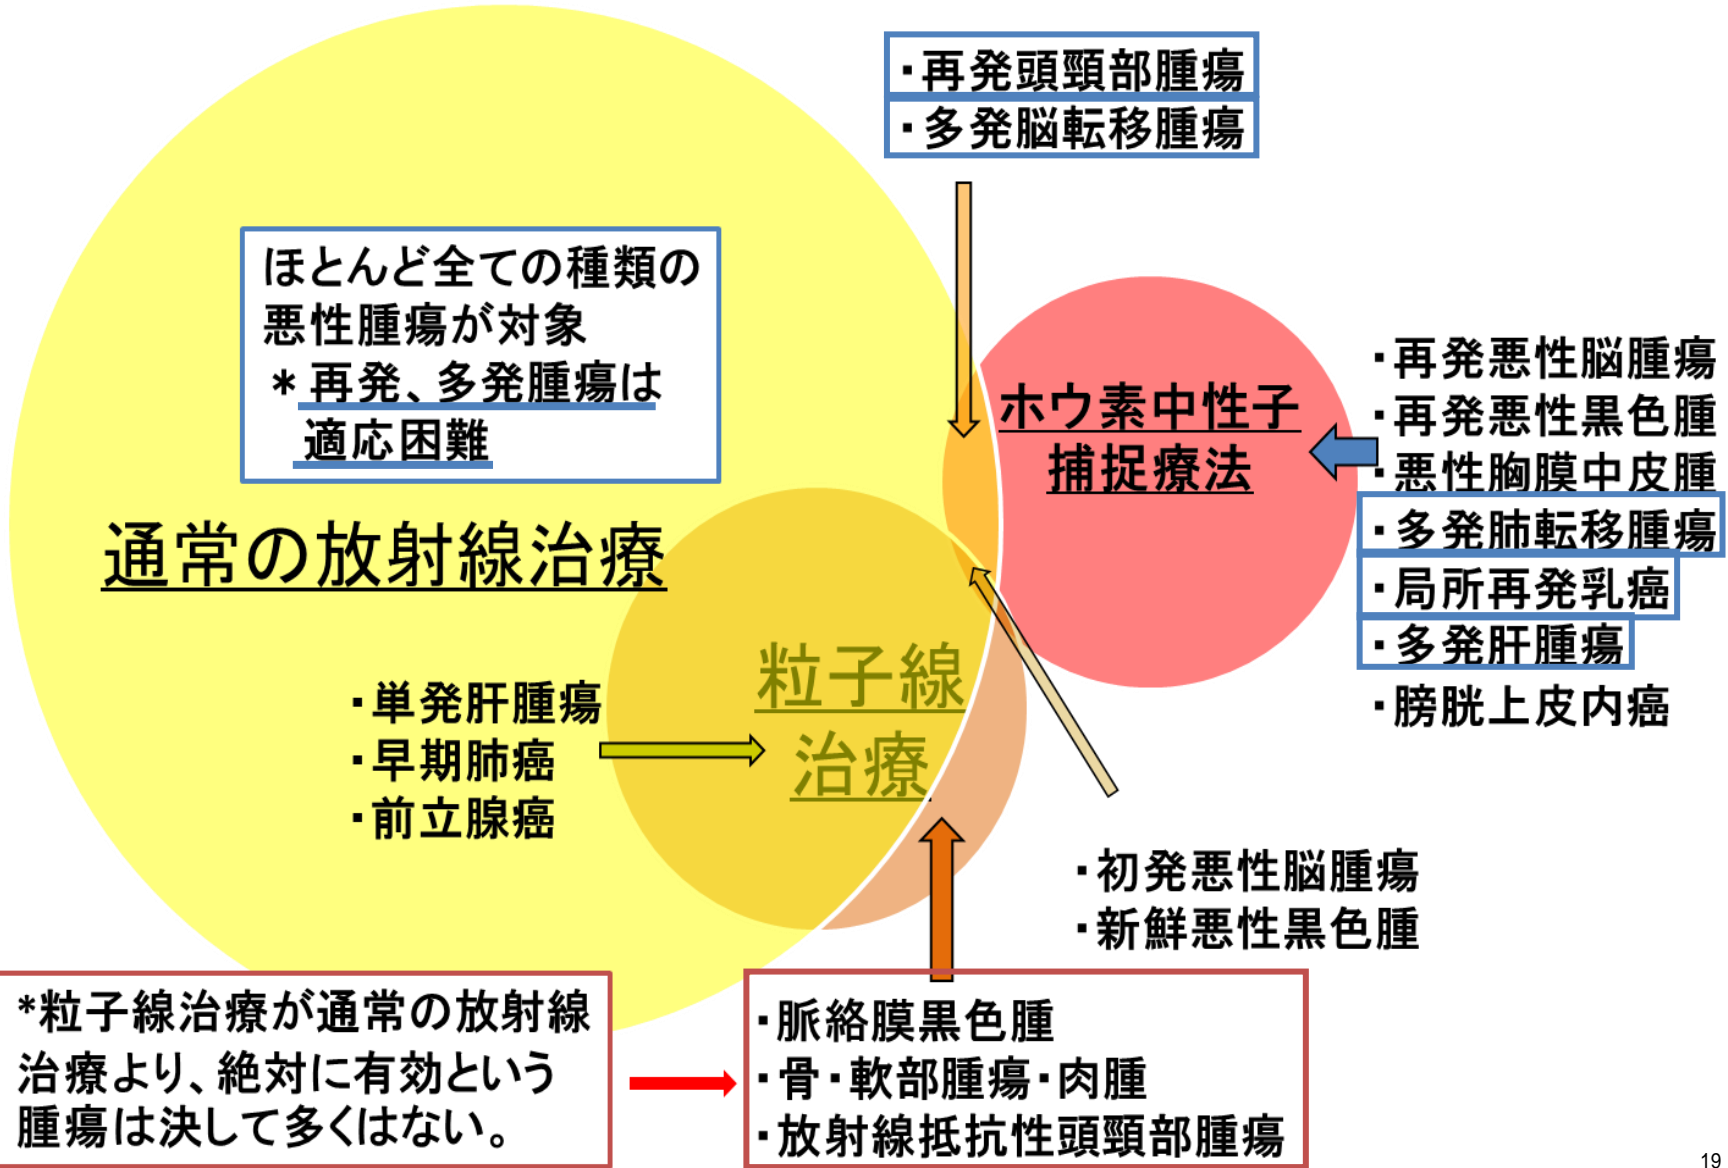 ・再発頭頸部腫瘍
・多発脳転移腫瘍
ほとんど全ての種類の
悪性腫瘍が対象
＊再発、多発腫瘍は
適応困難
通常の放射線治療
ホウ素中性子
捕捉療法
・再発悪性脳腫瘍
・再発悪性黒色腫
・悪性胸膜中皮腫
・多発肺転移腫瘍
・局所再発乳癌
・多発肝腫瘍
・膀胱上皮内癌
粒子線
治療
・単発肝腫瘍
・早期肺癌
・前立腺癌
・初発悪性脳腫瘍
・新鮮悪性黒色腫
*粒子線治療が通常の放射線
治療より、絶対に有効という
腫瘍は決して多くはない。
・脈絡膜黒色腫
・骨・軟部腫瘍・肉腫
・放射線抵抗性頭頸部腫瘍
19